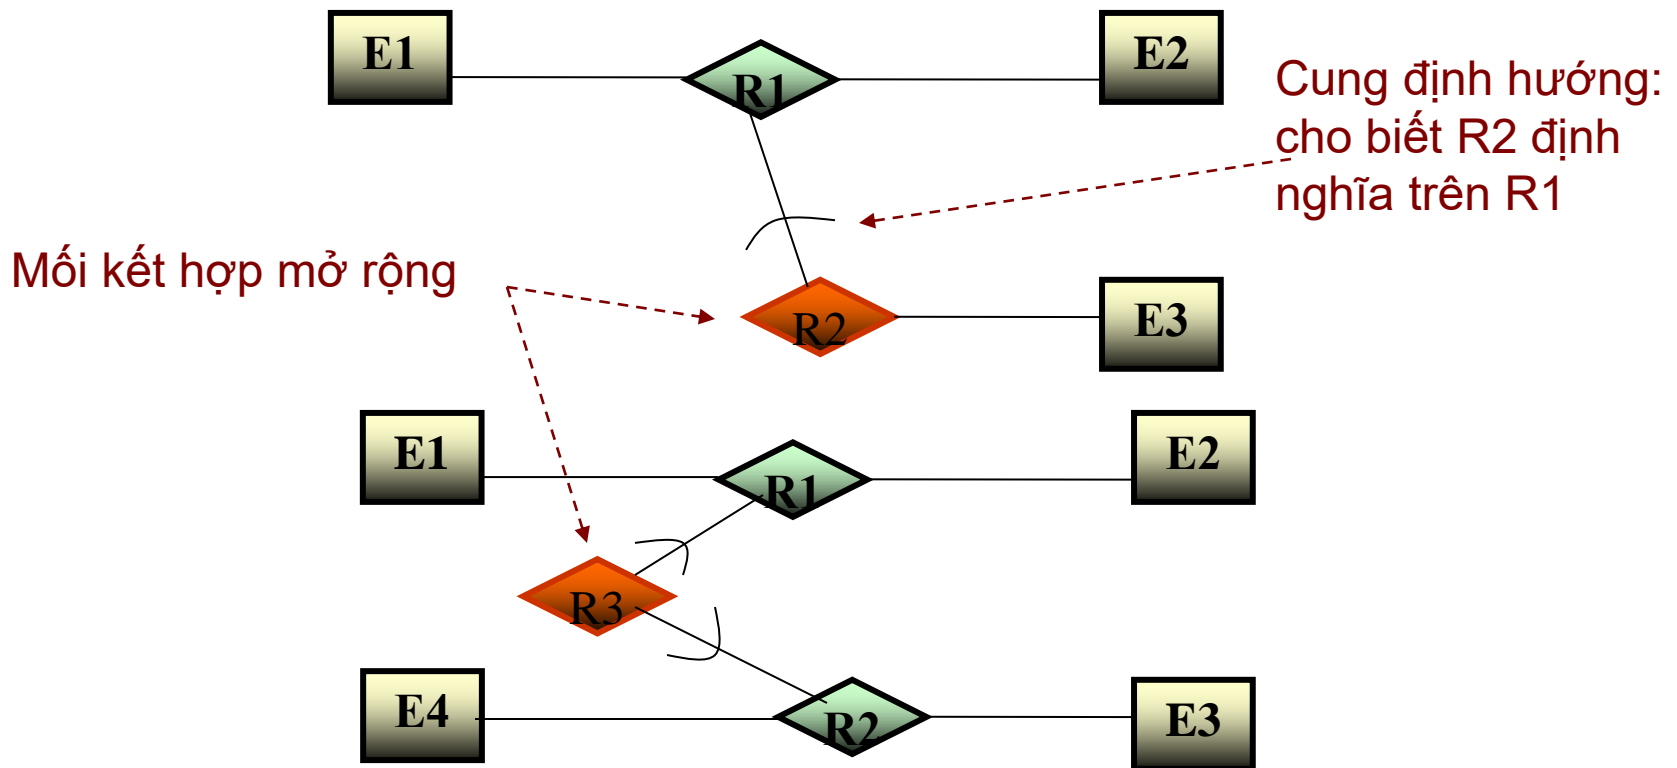 E1
R1
E2
Cung định hướng:
cho biết R2 định
nghĩa trên R1
Mối kết hợp mở rộng
R2
E3
E1
R1
E2
R3
E4
R2
E3